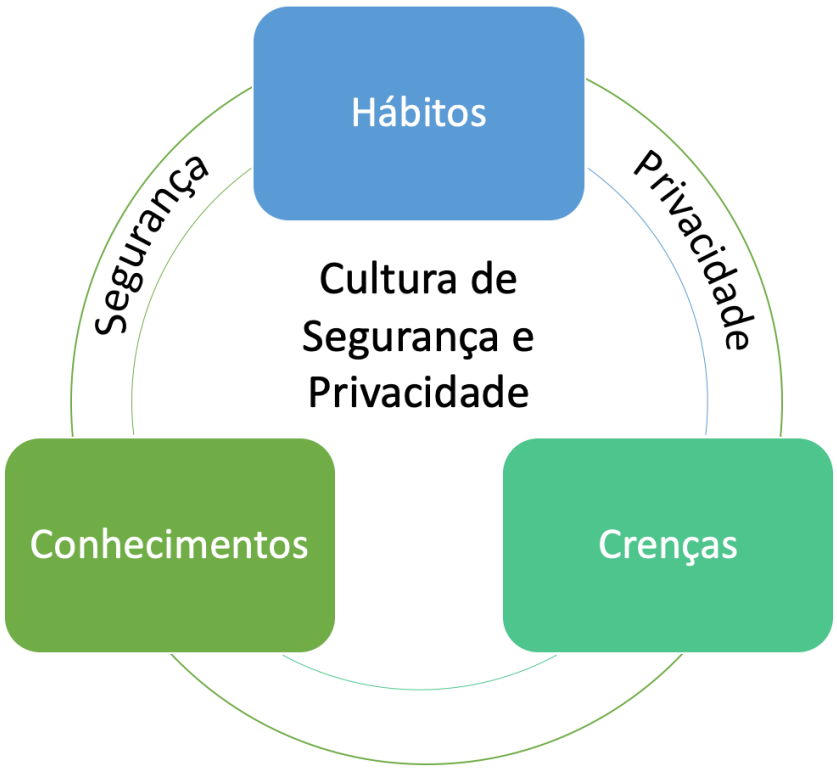 Hábitos
Segurança
Privacidade
Cultura de
Segurança e
Privacidade
Conhecimentos
Crenças